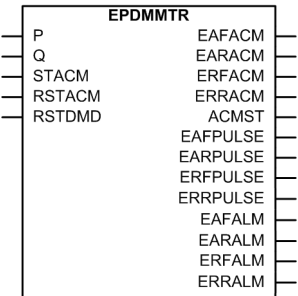 EPDMMTR
P EAFACM
Q EARACM
STACM ERFACM
RSTACM ERRACM
RSTDMD ACMST
EAFPULSE
EARPULSE
ERFPULSE
ERRPULSE
EAFALM
EARALM
ERFALM
ERRALM